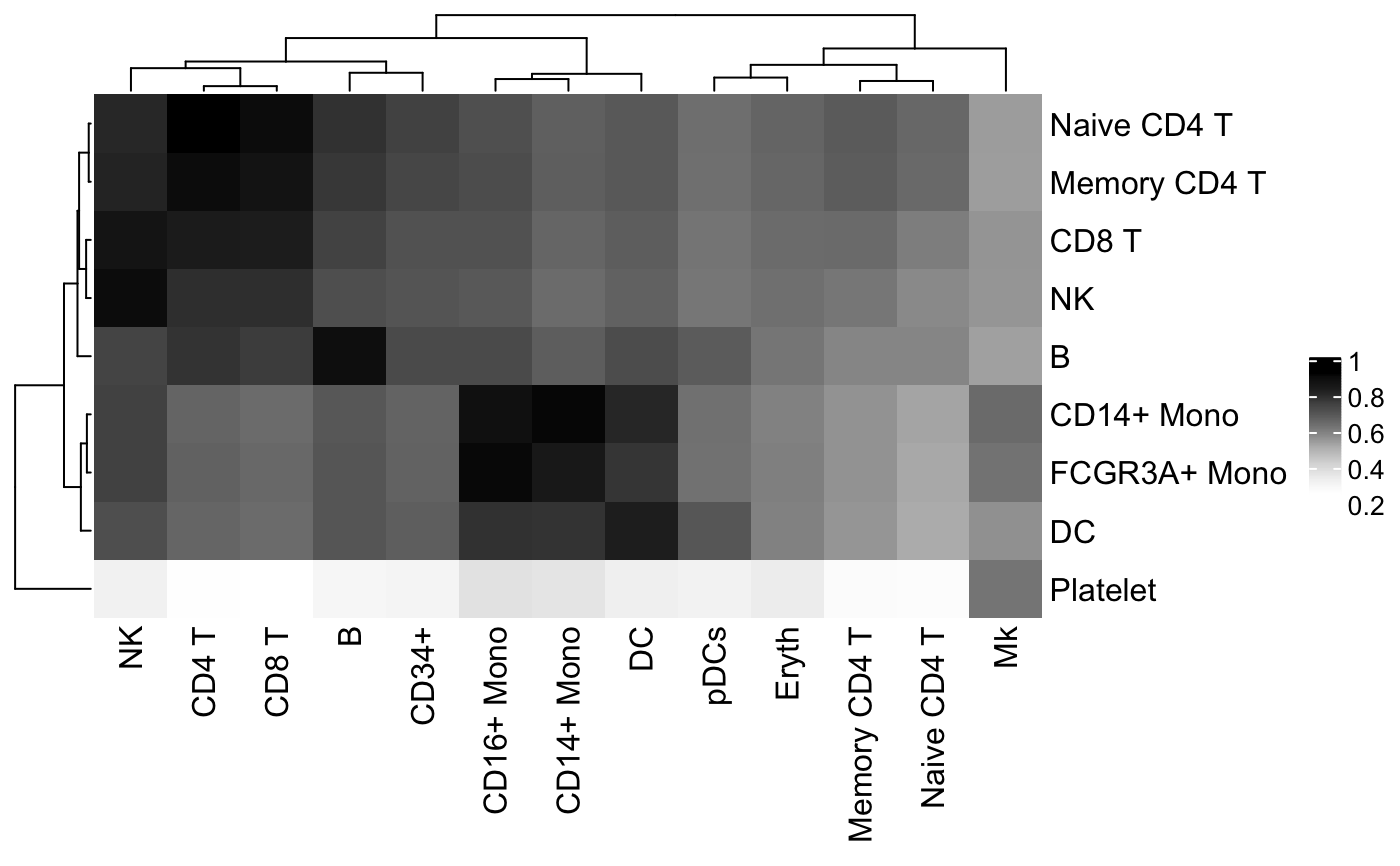 Naive CD4 T
Memory CD4 T
CD8 T
NK
B
CD14+ Mono
FCGR3A+ Mono
DC
Platelet
1
0.8
0.6
0.4
0.2
NK
CD4 T
CD8 T
B
CD34+
CD16+ Mono
CD14+ Mono
DC
pDCs
Eryth
Memory CD4 T
Naive CD4 T
Mk